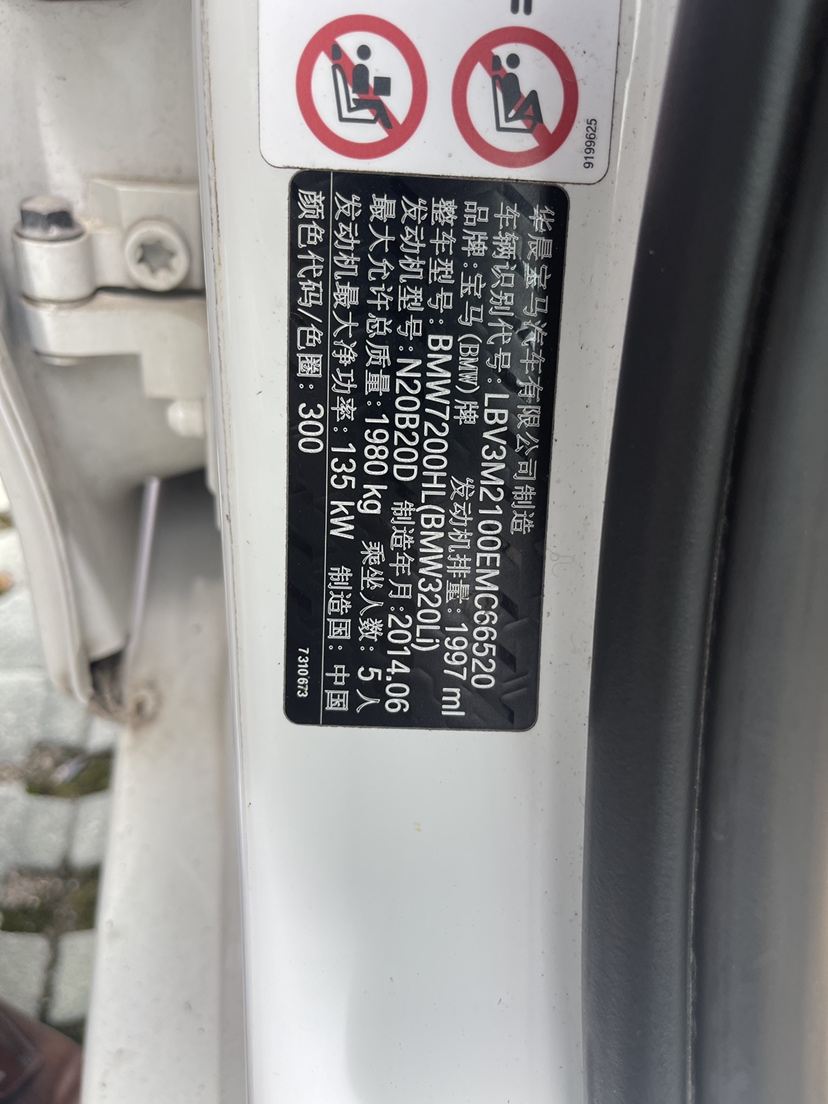 9199625
华晨宝马汽车有限公司制造
车辆识别代号:LBV3M2100EMC66520
品牌:宝马(BMW)牌 发动机排量:1997 ml
整车型号:BMW7200HL(BMW320Li)
发动机型号:N20B20D 制造年月:2014.06
最大允许总质量:1980 kg 乘坐人数:5人
发动机最大净功率:135 kW 制造国:中国
颜色代码/色圈:300 7310673